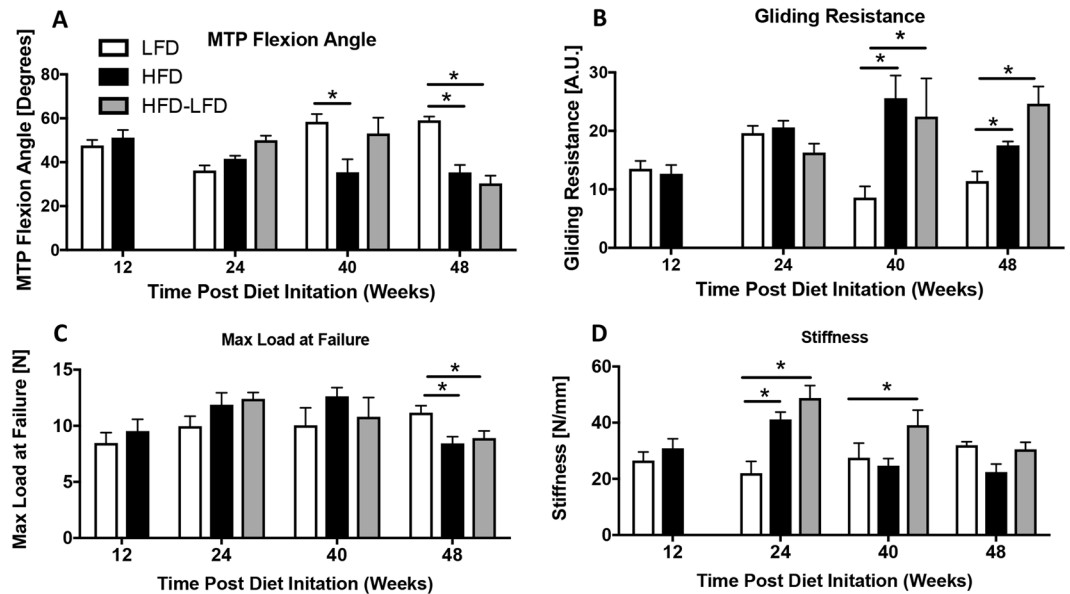 A
MTP Flexion Angle
LFD
HFD
HFD-LFD
MTP Flexion Angle [Degrees]
80
60
40
20
0
*
*
*
12
24
40
48
Time Post Diet Initation (Weeks)
B
Gliding Resistance
Gliding Resistance [A.U.]
30
20
10
0
*
*
*
*
12
24
40
48
Time Post Diet Initation (Weeks)
C
Max Load at Failure
Max Load at Failure [N]
15
10
5
0
*
*
12
24
40
48
Time Post Diet Initation (Weeks)
D
Stiffness
Stiffness [N/mm]
60
40
20
0
*
*
*
12
24
40
48
Time Post Diet Initation (Weeks)